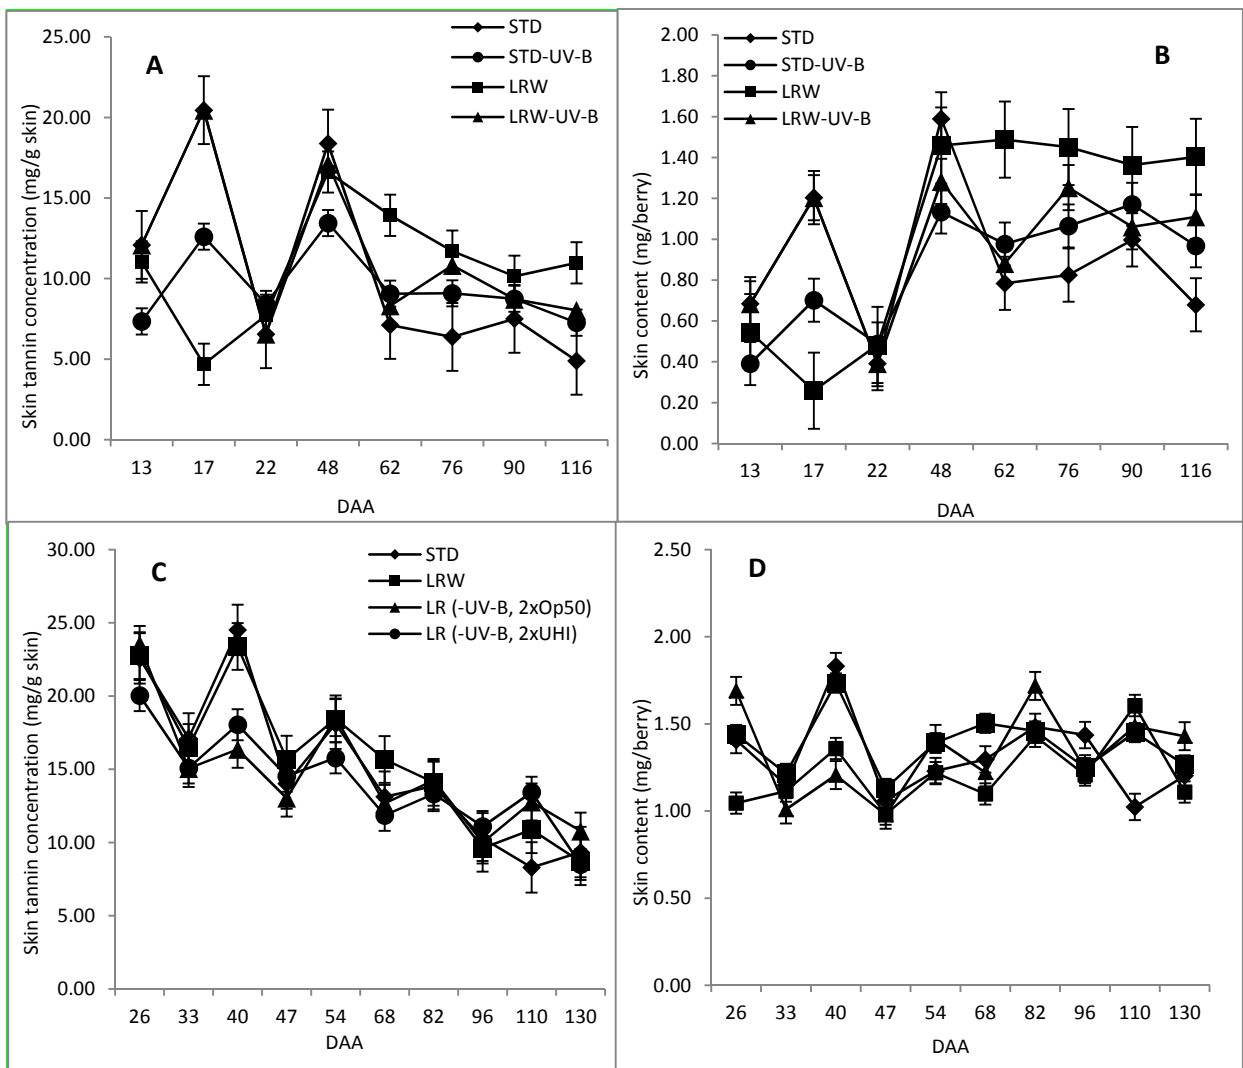 A
STD
STD-UV-B
LRW
LRW-UV-B
Skin tannin concentration (mg/g skin)
25.00
20.00
15.00
10.00
5.00
0.00
13 17 22 48 62 76 90 116
DAA
B
STD
STD-UV-B
LRW
LRW-UV-B
Skin content (mg/berry)
2.00
1.80
1.60
1.40
1.20
1.00
0.80
0.60
0.40
0.20
0.00
13 17 22 48 62 76 90 116
DAA
C
STD
LRW
LR (-UV-B, 2xOp50)
LR (-UV-B, 2xUHI)
Skin tannin concentration (mg/g skin)
30.00
25.00
20.00
15.00
10.00
5.00
0.00
26 33 40 47 54 68 82 96 110 130
DAA
D
Skin content (mg/berry)
2.50
2.00
1.50
1.00
0.50
0.00
26 33 40 47 54 68 82 96 110 130
DAA